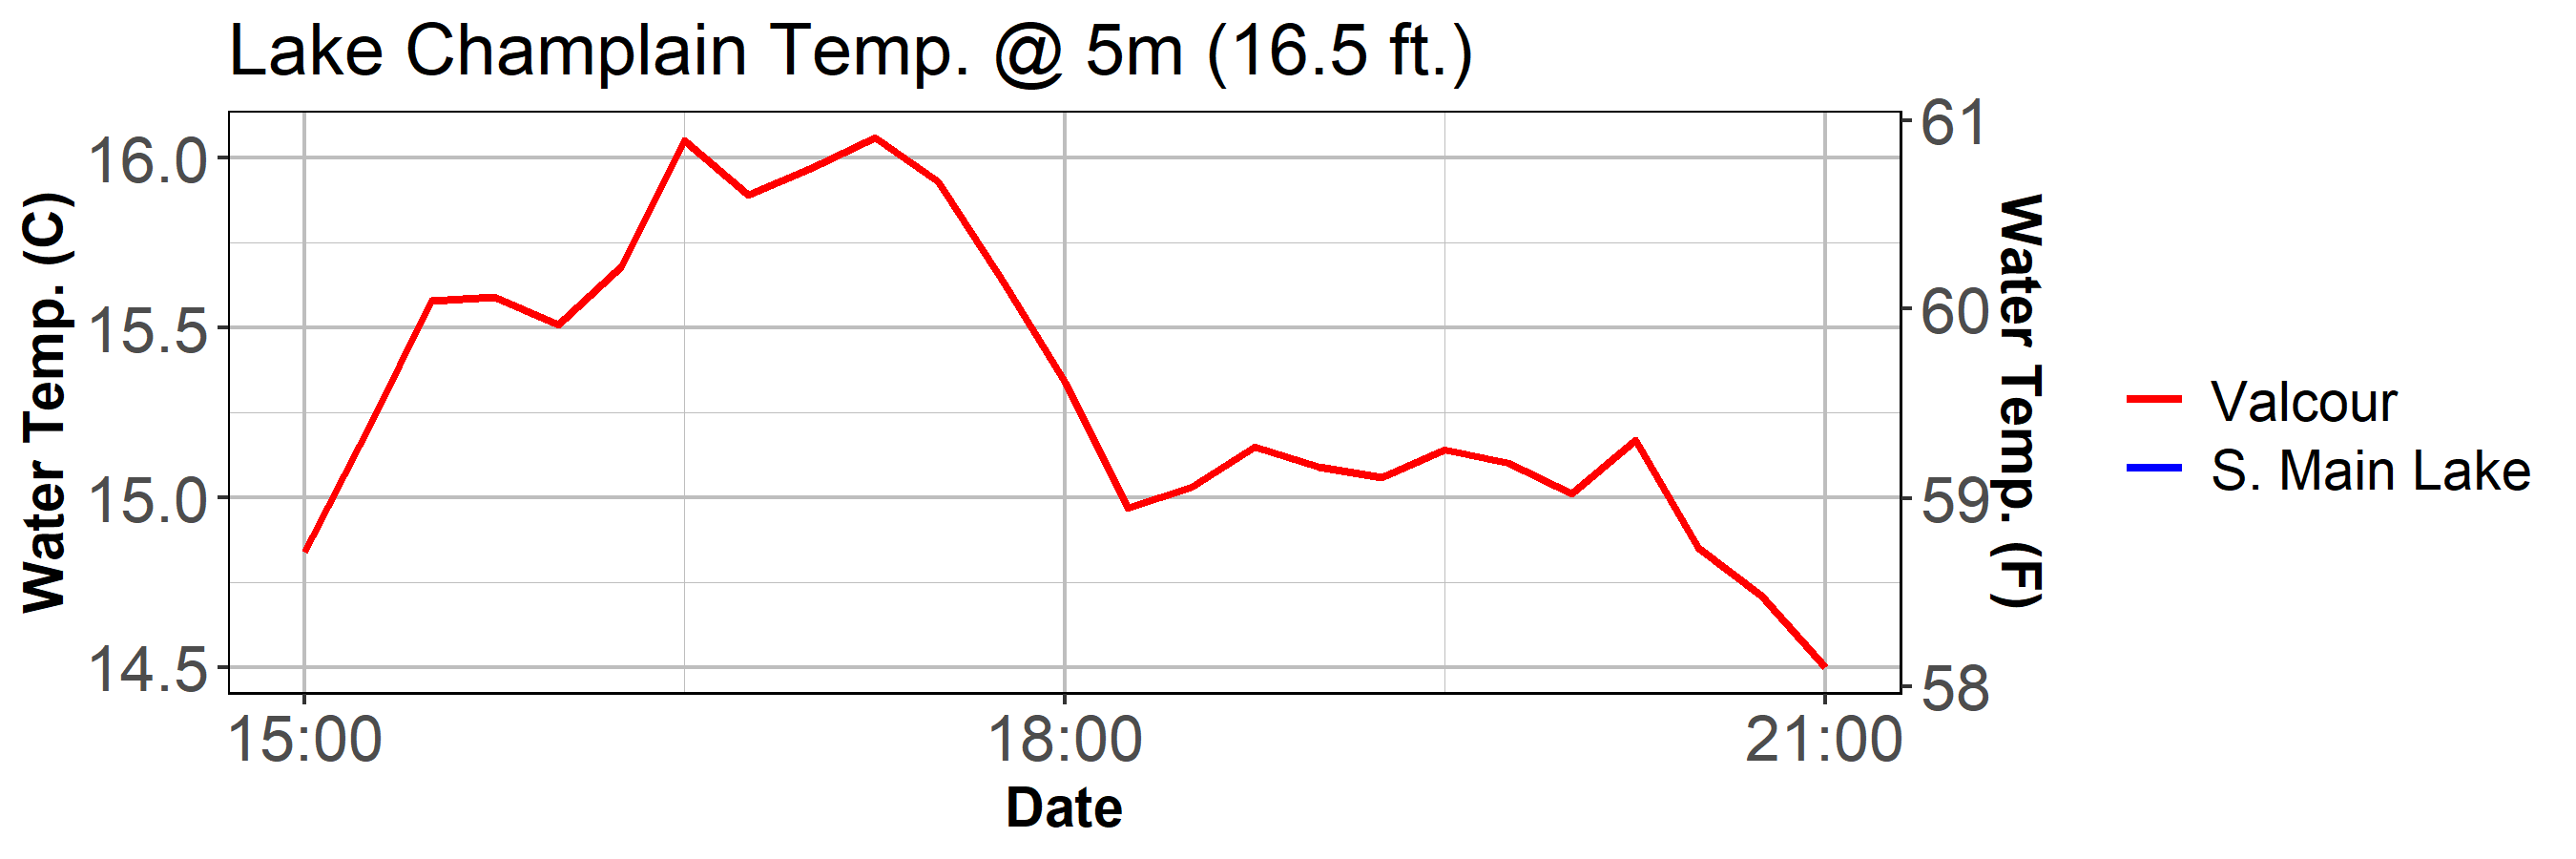 Lake Champlain Temp. @ 5m (16.5 ft.)
Water Temp. (C)
16.0
15.5
15.0
14.5
61
60
59
58
Water Temp. (F)
15:00
18:00
21:00
Date
Valcour
S. Main Lake